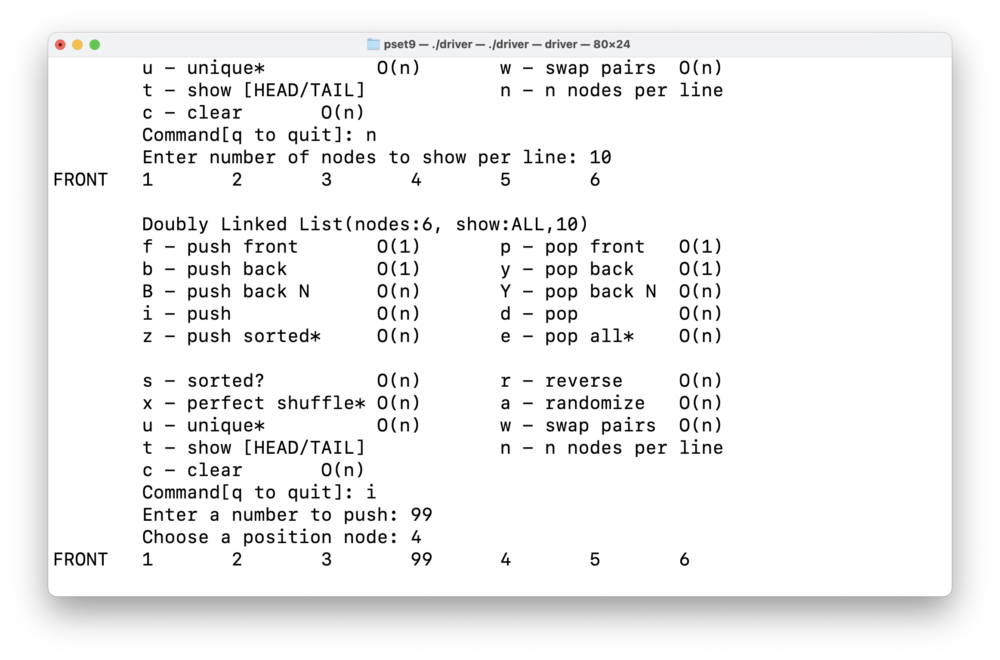 pset9 — ./driver — ./driver — driver — 80×24
u - unique*          O(n)       w - swap pairs  O(n)
t - show [HEAD/TAIL]            n - n nodes per line
c - clear       O(n)
Command[q to quit]: n
Enter number of nodes to show per line: 10
FRONT   1       2       3       4       5       6
Doubly Linked List(nodes:6, show:ALL,10)
f - push front       O(1)       p - pop front   O(1)
b - push back        O(1)       y - pop back    O(1)
B - push back N      O(n)       Y - pop back N  O(n)
i - push             O(n)       d - pop         O(n)
z - push sorted*     O(n)       e - pop all*    O(n)
s - sorted?          O(n)       r - reverse     O(n)
x - perfect shuffle* O(n)       a - randomize   O(n)
u - unique*          O(n)       w - swap pairs  O(n)
t - show [HEAD/TAIL]            n - n nodes per line
c - clear       O(n)
Command[q to quit]: i
Enter a number to push: 99
Choose a position node: 4
FRONT   1       2       3       99      4       5       6